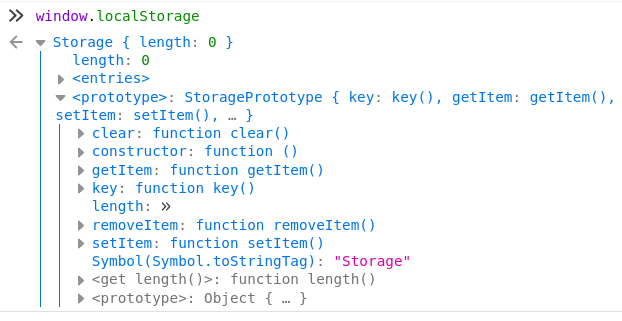 window.localStorage
Storage { length: 0 }
length: 0
<entries>
<prototype>: StoragePrototype { key: key(), getItem: getItem(),
setItem: setItem(), … }
clear: function clear()
constructor: function ()
getItem: function getItem()
key: function key()
length: »
removeItem: function removeItem()
setItem: function setItem()
Symbol(Symbol.toStringTag): "Storage"
<get length()>: function length()
<prototype>: Object { … }